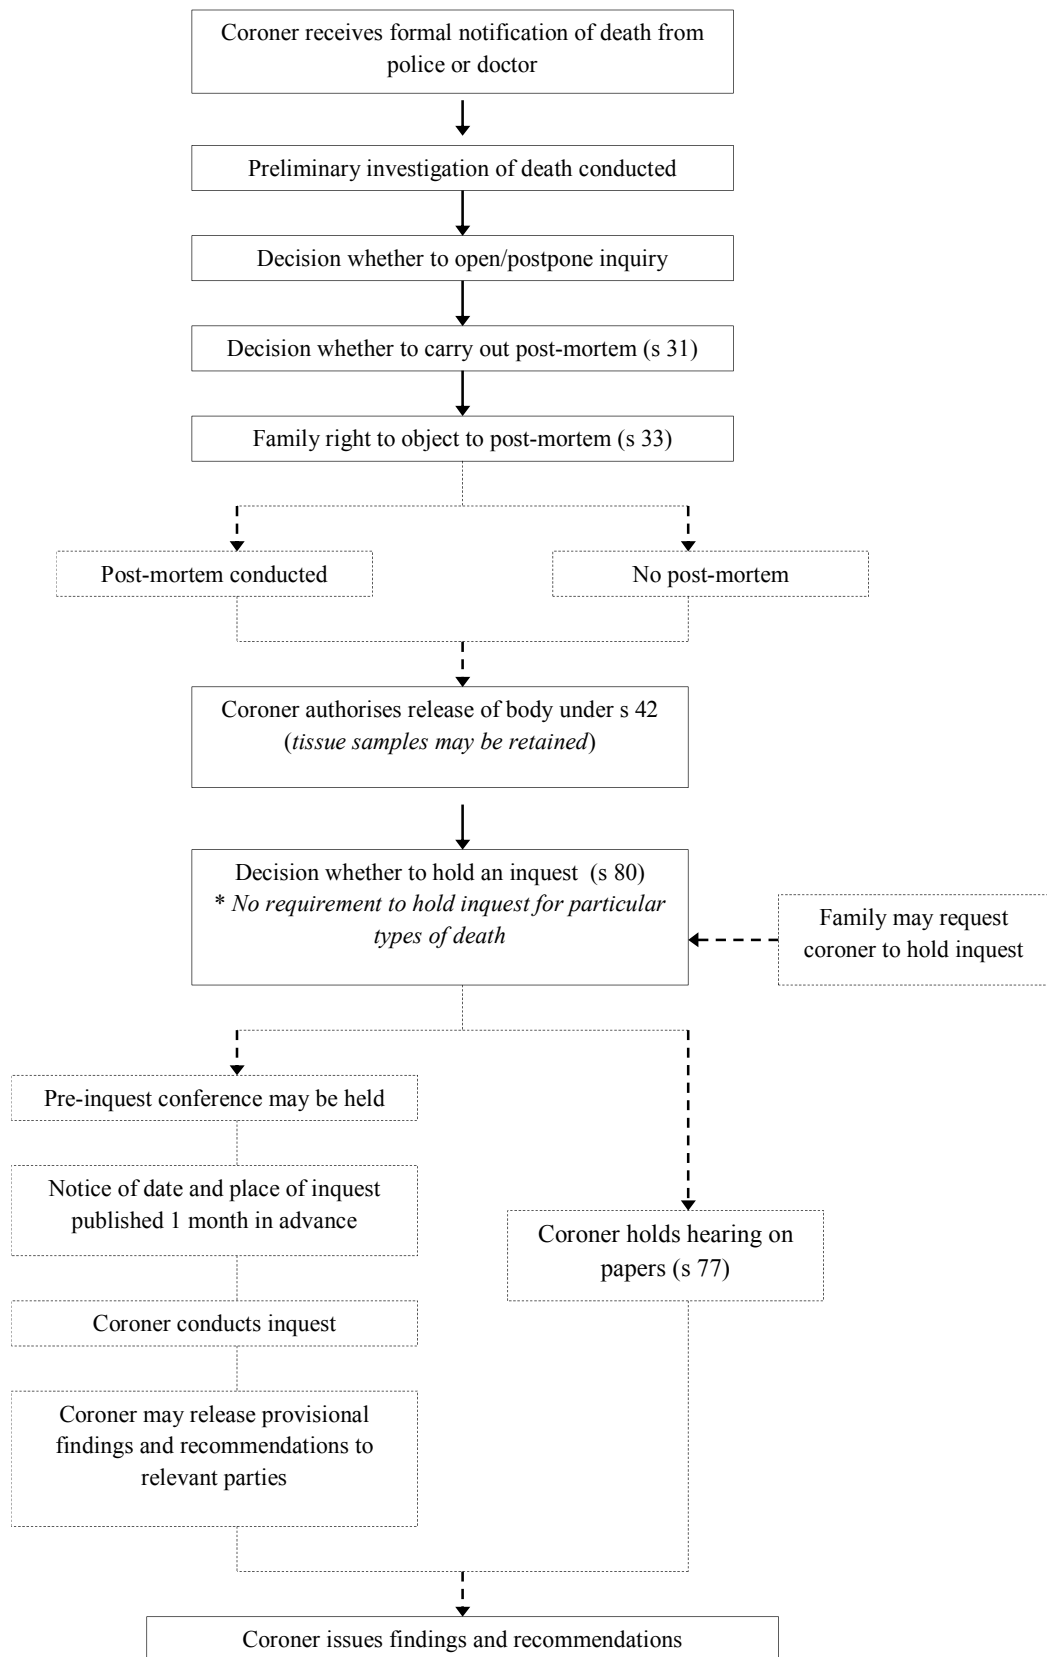 Coroner receives formal notification of death from
police or doctor
Preliminary investigation of death conducted
Decision whether to open/postpone inquiry
Decision whether to carry out post-mortem (s 31)
Family right to object to post-mortem (s 33)
Post-mortem conducted
No post-mortem
Coroner authorises release of body under s 42
(tissue samples may be retained)
Decision whether to hold an inquest (s 80)
* No requirement to hold inquest for particular
types of death
Family may request
coroner to hold inquest
Pre-inquest conference may be held
Notice of date and place of inquest
published 1 month in advance
Coroner holds hearing on
papers (s 77)
Coroner conducts inquest
Coroner may release provisional
findings and recommendations to
relevant parties
Coroner issues findings and recommendations